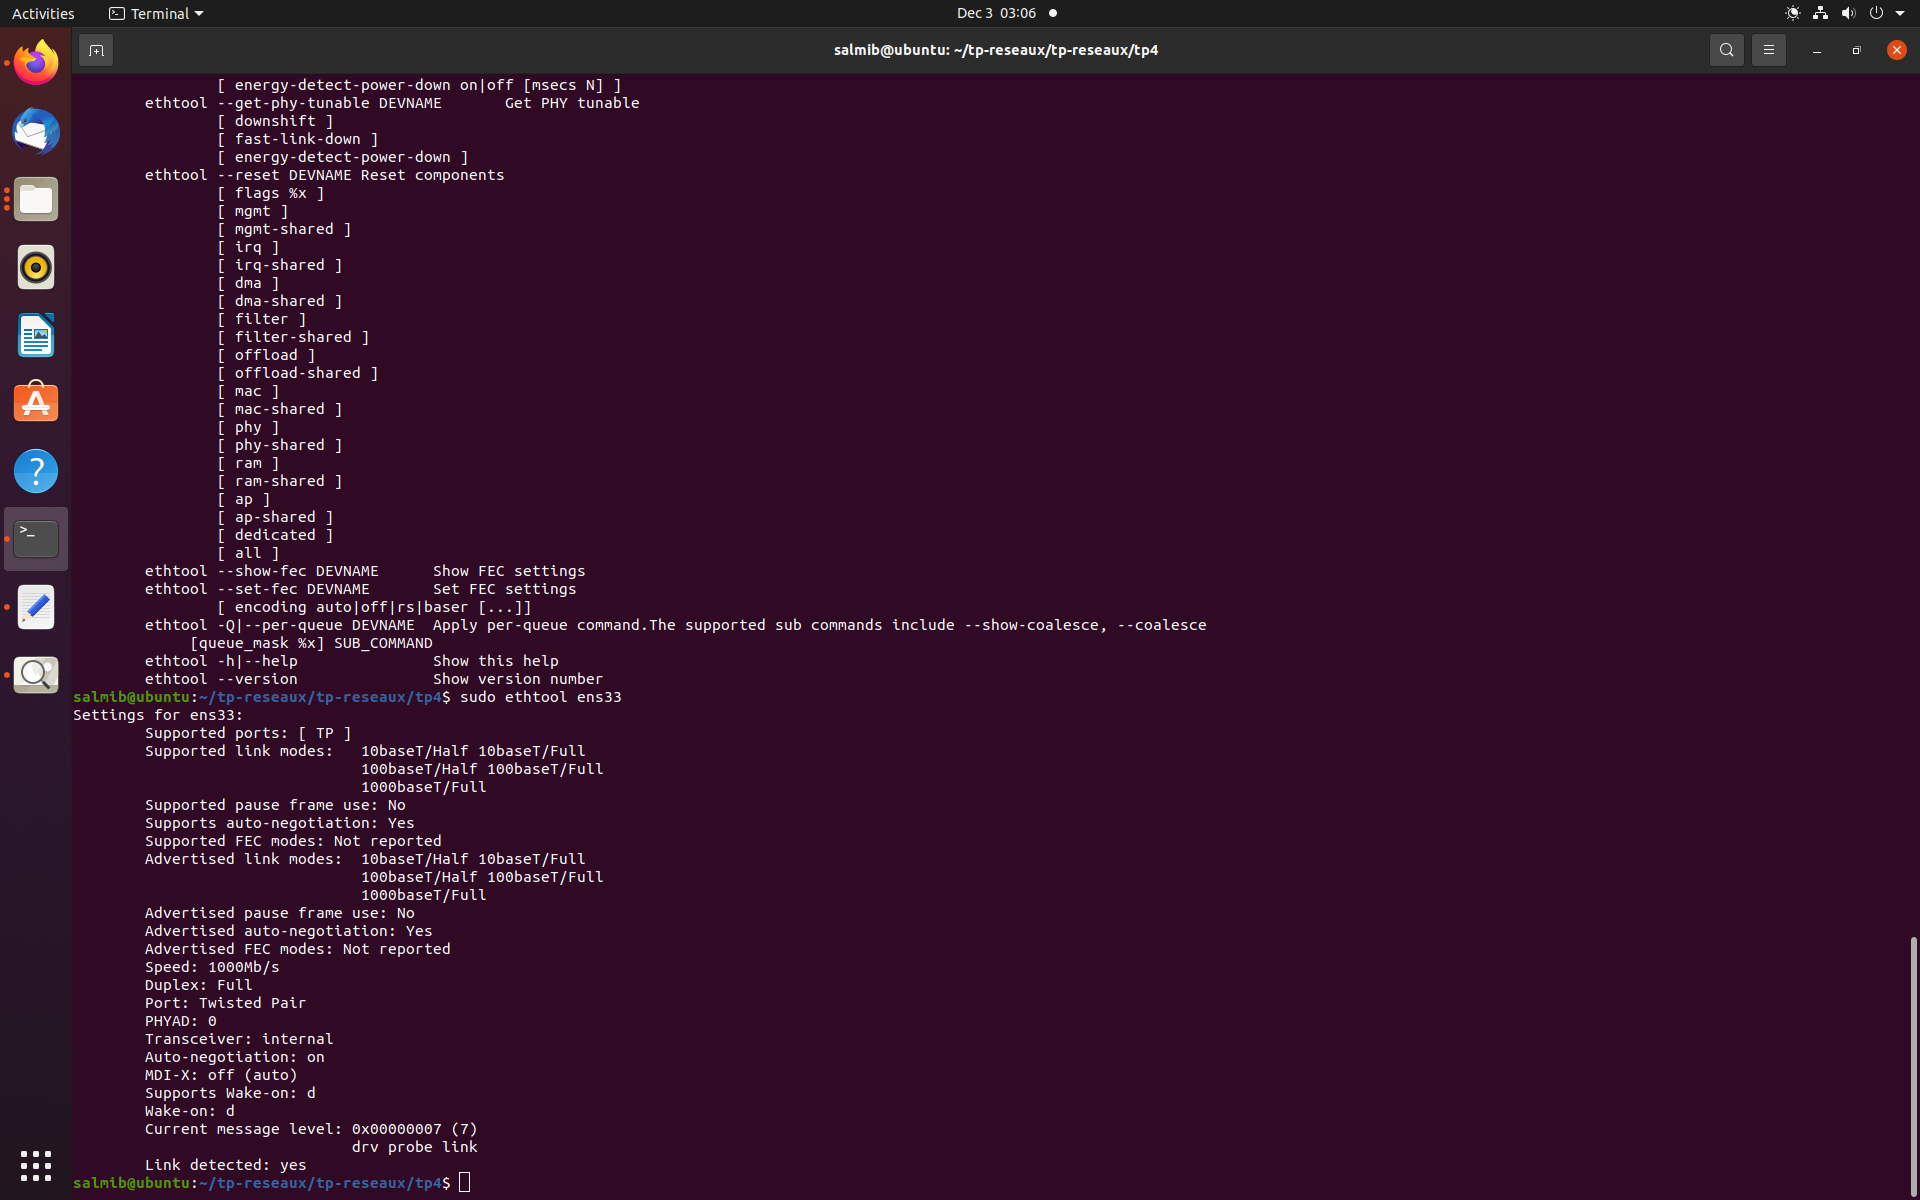 Activities
Terminal
Dec 3 03:06
salmib@ubuntu: ~/tp-reseaux/tp-reseaux/tp4
[ energy-detect-power-down on|off [msecs N] ]
ethtool --get-phy-tunable DEVNAME Get PHY tunable
[ downshift ]
[ fast-link-down ]
[ energy-detect-power-down ]
ethtool --reset DEVNAME Reset components
[ flags %x ]
[ mgmt ]
[ mgmt-shared ]
[ irq ]
[ irq-shared ]
[ dma ]
[ dma-shared ]
[ filter ]
[ filter-shared ]
[ offload ]
[ offload-shared ]
[ mac ]
[ mac-shared ]
[ phy ]
[ phy-shared ]
[ ram ]
[ ram-shared ]
[ ap ]
[ ap-shared ]
[ dedicated ]
[ all ]
ethtool --show-fec DEVNAME Show FEC settings
ethtool --set-fec DEVNAME Set FEC settings
[ encoding auto|off|rs|baser [...]]
ethtool -Q|--per-queue DEVNAME Apply per-queue command.The supported sub commands include --show-coalesce, --coalesce
[queue_mask %x] SUB_COMMAND
ethtool -h|--help Show this help
ethtool --version Show version number
salmib@ubuntu:~/tp-reseaux/tp-reseaux/tp4$ sudo ethtool ens33
Settings for ens33:
Supported ports: [ TP ]
Supported link modes: 10baseT/Half 10baseT/Full
100baseT/Half 100baseT/Full
1000baseT/Full
Supported pause frame use: No
Supports auto-negotiation: Yes
Supported FEC modes: Not reported
Advertised link modes: 10baseT/Half 10baseT/Full
100baseT/Half 100baseT/Full
1000baseT/Full
Advertised pause frame use: No
Advertised auto-negotiation: Yes
Advertised FEC modes: Not reported
Speed: 1000Mb/s
Duplex: Full
Port: Twisted Pair
PHYAD: 0
Transceiver: internal
Auto-negotiation: on
MDI-X: off (auto)
Supports Wake-on: d
Wake-on: d
Current message level: 0x00000007 (7)
drv probe link
Link detected: yes
salmib@ubuntu:~/tp-reseaux/tp-reseaux/tp4$